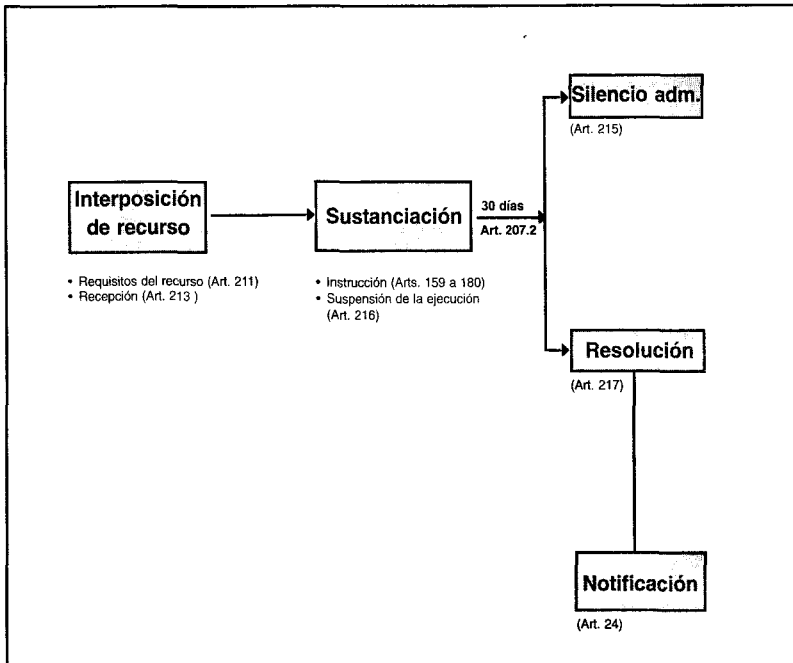 Silencio adm.
(Art. 215)
Interposición
de recurso
• Requisitos del recurso (Art. 211)
• Recepción (Art. 213 )
Sustanciación
• Instrucción (Arts. 159 a 180)
• Suspensión de la ejecución
(Art. 216)
30 días
Art. 207.2
Resolución
(Art. 217)
Notificación
(Art. 24)